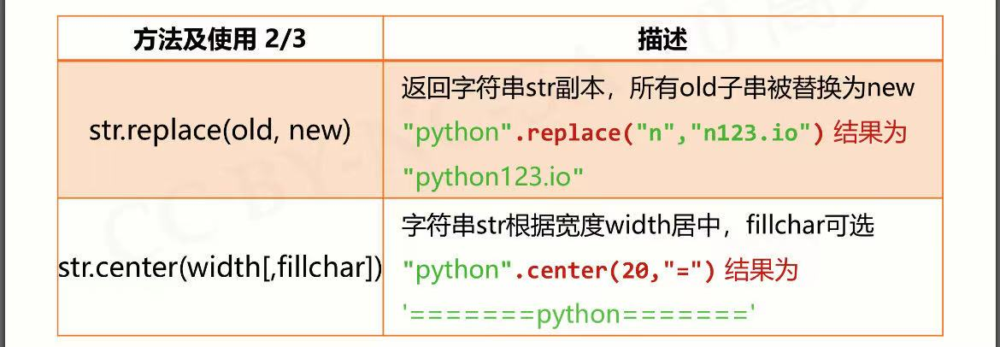 方法及使用 2/3
描述
str.replace(old, new)
返回字符串str副本，所有old子串被替换为new
"python".replace("n","n123.io") 结果为
"python123.io"
str.center(width[,fillchar])
字符串str根据宽度width居中，fillchar可选
"python".center(20,"=") 结果为
'=======python======='